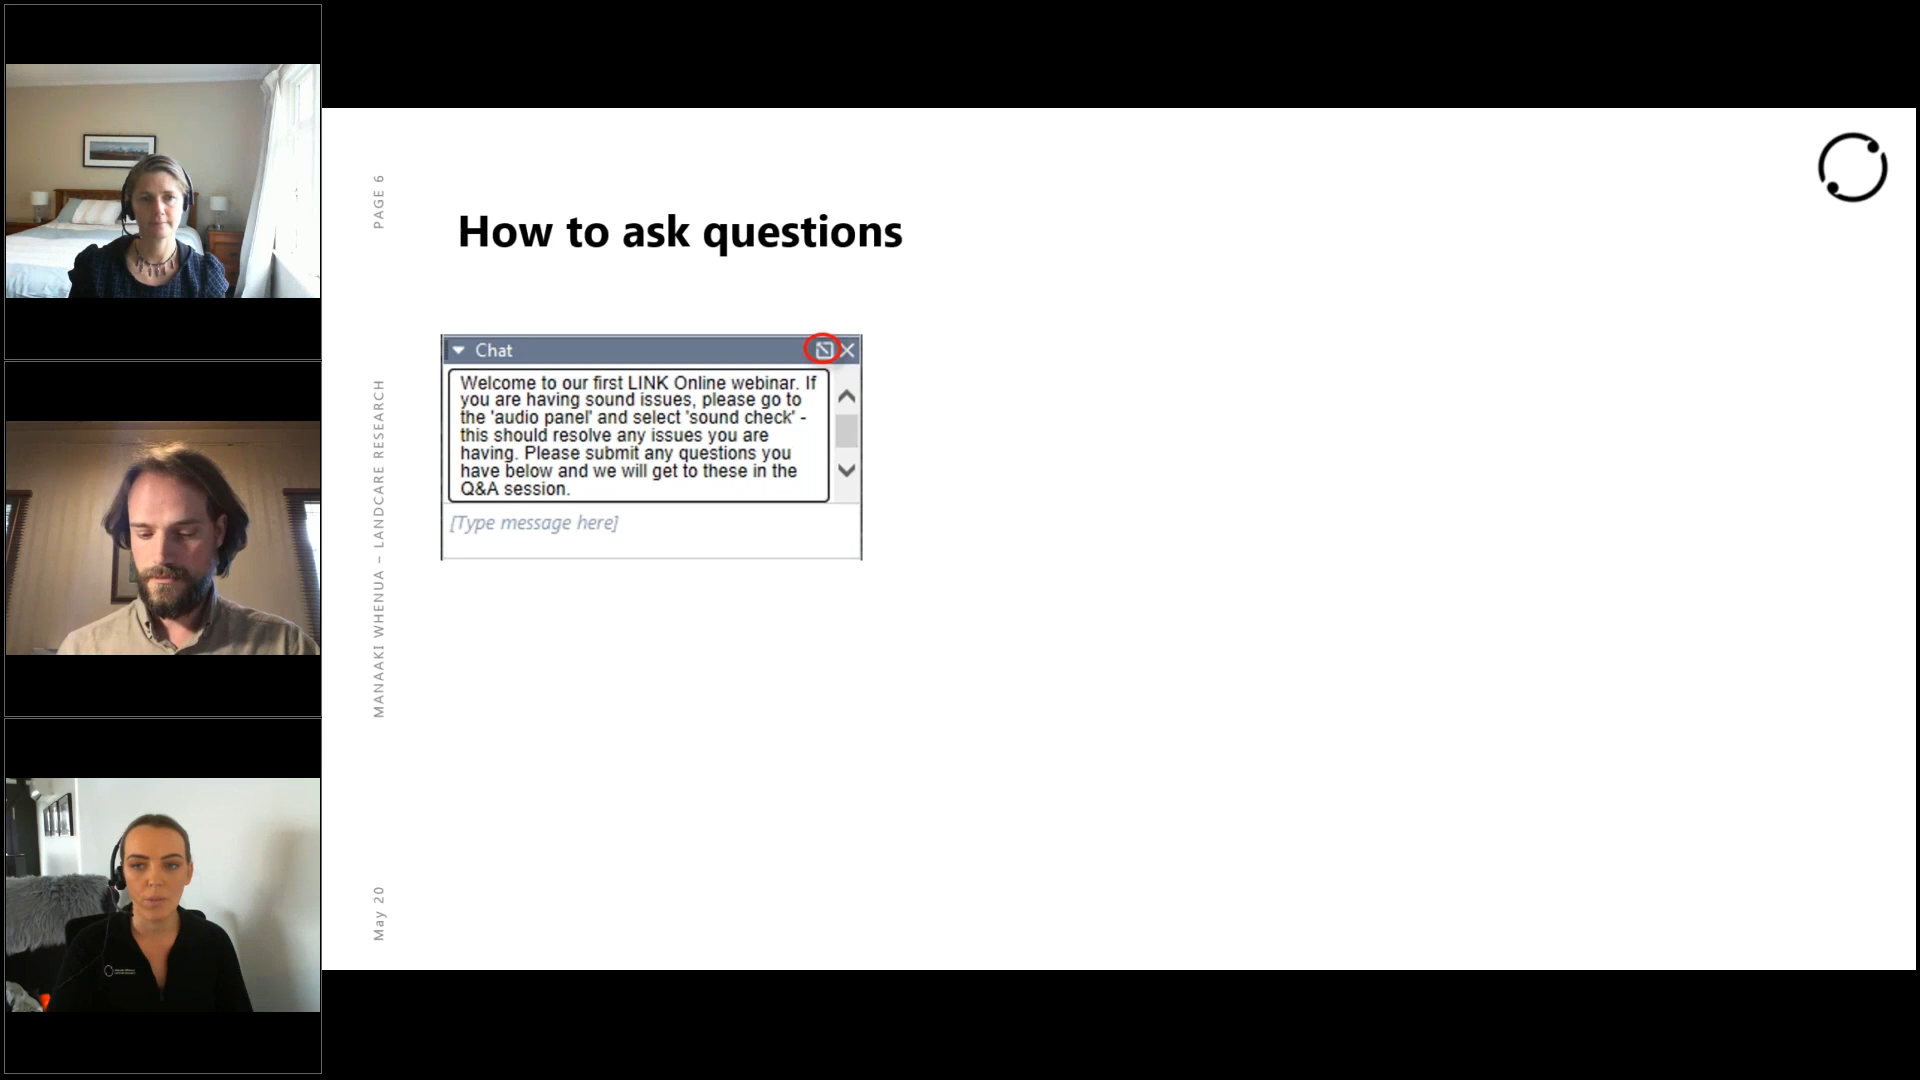 PAGE 6
How to ask questions
Chat
Welcome to our first LINK Online webinar. If
you are having sound issues, please go to
the 'audio panel' and select 'sound check' -
this should resolve any issues you are
having. Please submit any questions you
have below and we will get to these in the
Q&A session.
[Type message here]
MANAAKI WHENUA – LANDCARE RESEARCH
May 20